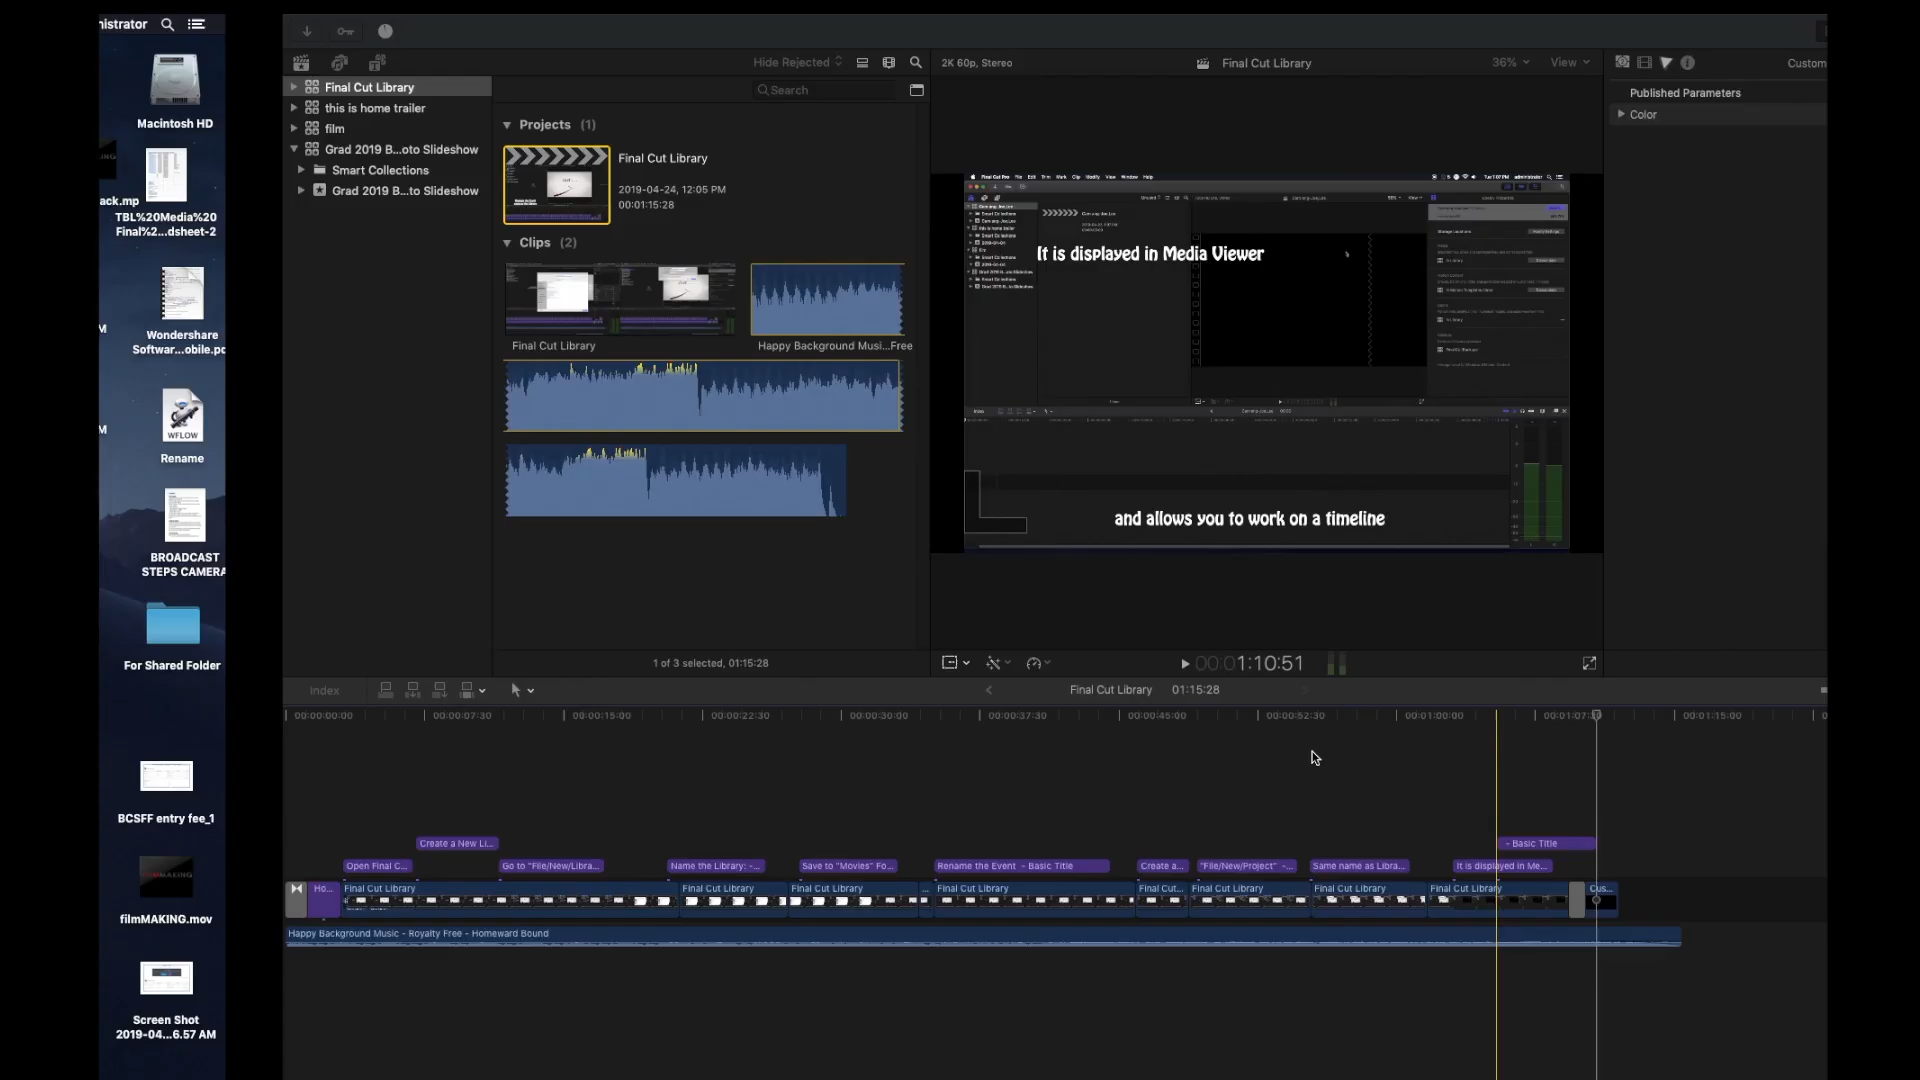 nistrator
Macintosh HD
ack.mp
TBL%20Media%20
Final%2...dsheet-2
Wondershare
Softwar...obile.pc
WFLOW
Rename
BROADCAST
STEPS CAMERA
For Shared Folder
BCSFF entry fee_1
filmMAKING.mov
Screen Shot
2019-04...6.57 AM
Hide Rejected
Search
Final Cut Library
this is home trailer
film
Grad 2019 B...oto Slideshow
Smart Collections
Grad 2019 B...to Slideshow
Projects (1)
Final Cut Library
2019-04-24, 12:05 PM
00:01:15:28
Clips (2)
Final Cut Library
Happy Background Musi...Free
1 of 3 selected, 01:15:28
2K 60p, Stereo
Final Cut Library
36%
View
It is displayed in Media Viewer
and allows you to work on a timeline
00:01:10:51
Custom
Published Parameters
Color
Index
Final Cut Library 01:15:28
00:00:00:00 00:00:07:30 00:00:15:00 00:00:22:30 00:00:30:00 00:00:37:30 00:00:45:00 00:00:52:30 00:01:00:00 00:01:07:30 00:01:15:00
Create a New Li...
- Basic Title
Open Final C...
Go to "File/New/Libra...
Name the Library: -...
Save to "Movies" Fo...
Rename the Event - Basic Title
Create a...
"File/New/Project" -...
Same name as Libra...
It is displayed in Me...
Ho...
Final Cut Library
Final Cut Library
Final Cut Library
...
Final Cut Library
Final Cut...
Final Cut Library
Final Cut Library
Final Cut Library
Cus...
Happy Background Music - Royalty Free - Homeward Bound